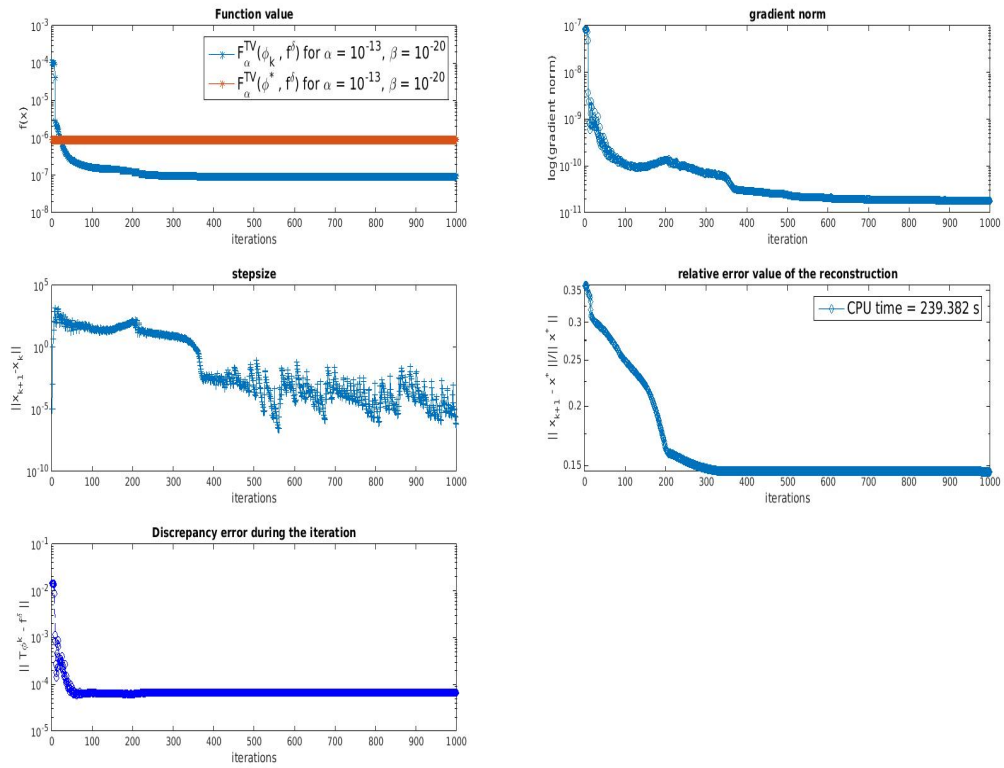 Function value
10^-3
10^-4
10^-5
10^-6
10^-7
10^-8
f(x)
F_α^TV(ϕ_k, f^δ) for α = 10^-13, β = 10^-20
F_α^TV(ϕ^*, f^δ) for α = 10^-13, β = 10^-20
0 100 200 300 400 500 600 700 800 900 1000
iterations
gradient norm
10^-7
10^-8
10^-9
10^-10
10^-11
log(gradient norm)
0 100 200 300 400 500 600 700 800 900 1000
iteration
stepsize
10^5
10^0
10^-5
10^-10
||x_k+1-x_k||
0 100 200 300 400 500 600 700 800 900 1000
iterations
relative error value of the reconstruction
0.35
0.3
0.25
0.2
0.15
|| x_k+1 - x^* ||/|| x^* ||
CPU time = 239.382 s
0 100 200 300 400 500 600 700 800 900 1000
iterations
Discrepancy error during the iteration
10^-1
10^-2
10^-3
10^-4
10^-5
|| Tϕ^k - f^δ ||
0 100 200 300 400 500 600 700 800 900 1000
iterations